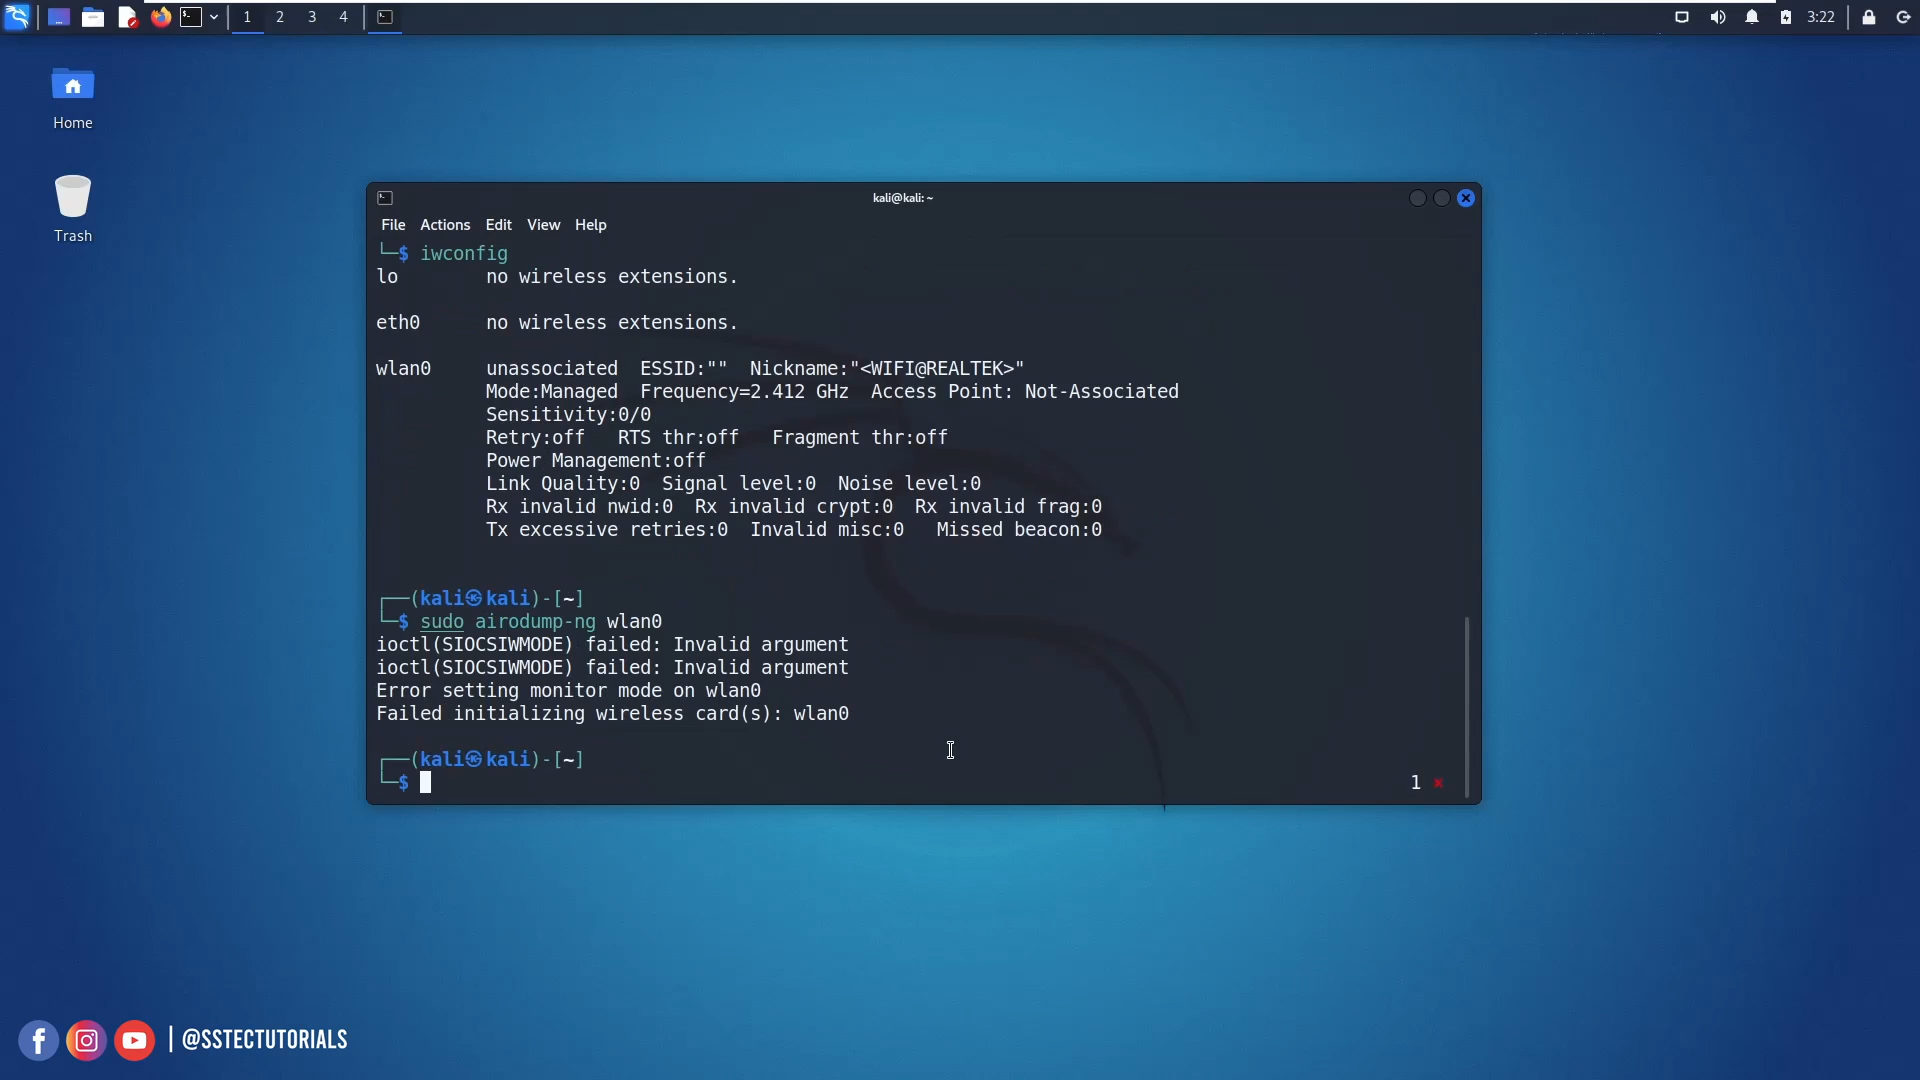 1 2 3 4 3:22
Home
Trash
kali@kali: ~
File Actions Edit View Help
└─$ iwconfig
lo no wireless extensions.
eth0 no wireless extensions.
wlan0 unassociated ESSID:"" Nickname:"<WIFI@REALTEK>"
Mode:Managed Frequency=2.412 GHz Access Point: Not-Associated
Sensitivity:0/0
Retry:off RTS thr:off Fragment thr:off
Power Management:off
Link Quality:0 Signal level:0 Noise level:0
Rx invalid nwid:0 Rx invalid crypt:0 Rx invalid frag:0
Tx excessive retries:0 Invalid misc:0 Missed beacon:0
┌──(kali㉿kali)-[~]
└─$ sudo airodump-ng wlan0
ioctl(SIOCSIWMODE) failed: Invalid argument
ioctl(SIOCSIWMODE) failed: Invalid argument
Error setting monitor mode on wlan0
Failed initializing wireless card(s): wlan0
┌──(kali㉿kali)-[~]
└─$ 1 ⨯
| @SSTECTUTORIALS